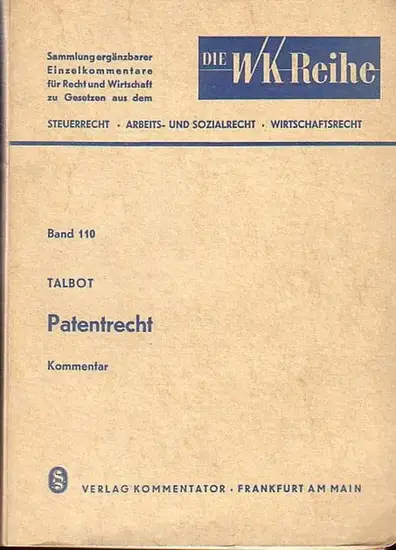 Sammlung ergänzbarer
Einzelkommentare
für Recht und Wirtschaft
zu Gesetzen aus dem
DIE WK-Reihe
STEUERRECHT · ARBEITS- UND SOZIALRECHT · WIRTSCHAFTSRECHT
Band 110
TALBOT
Patentrecht
Kommentar
VERLAG KOMMENTATOR · FRANKFURT AM MAIN